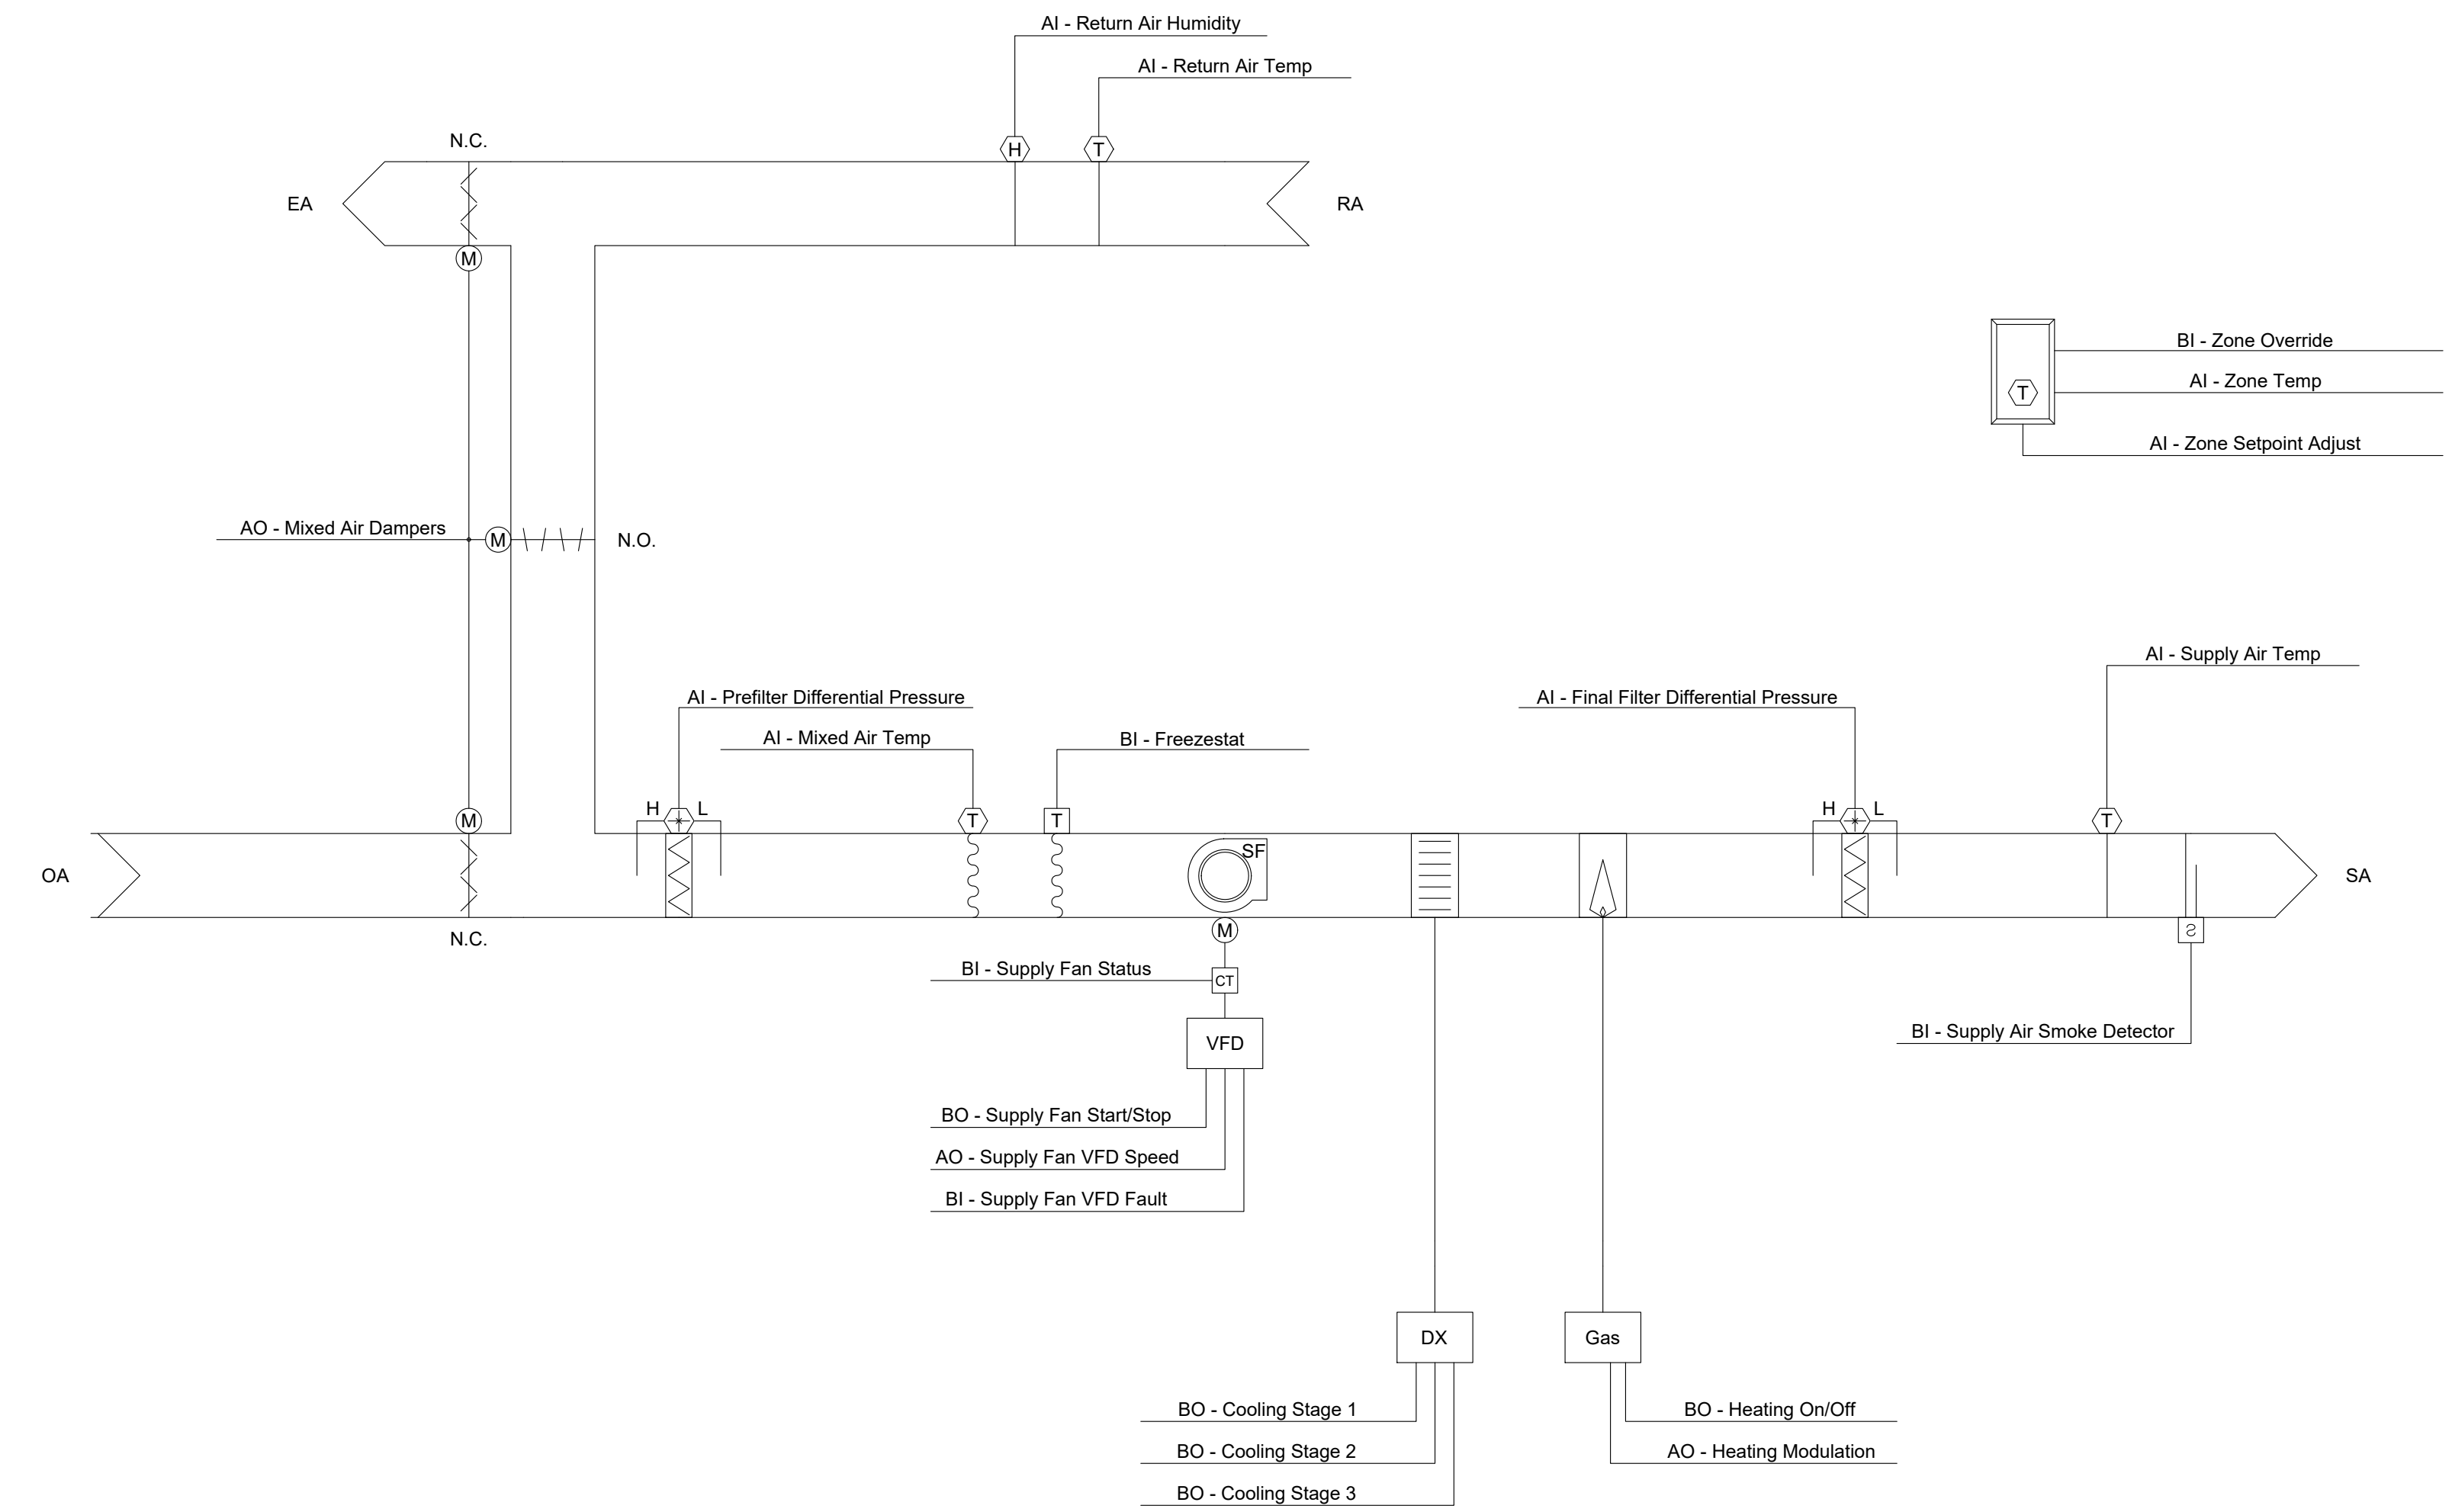 AI - Return Air Humidity
AI - Return Air Temp
N.C.
H
T
EA
RA
M
BI - Zone Override
AI - Zone Temp
T
AI - Zone Setpoint Adjust
AO - Mixed Air Dampers
M
N.O.
AI - Supply Air Temp
AI - Prefilter Differential Pressure
AI - Final Filter Differential Pressure
AI - Mixed Air Temp
BI - Freezestat
M
H
L
T
T
H
L
T
SF
OA
SA
N.C.
M
S
BI - Supply Fan Status
CT
BI - Supply Air Smoke Detector
VFD
BO - Supply Fan Start/Stop
AO - Supply Fan VFD Speed
BI - Supply Fan VFD Fault
DX
Gas
BO - Cooling Stage 1
BO - Heating On/Off
BO - Cooling Stage 2
AO - Heating Modulation
BO - Cooling Stage 3